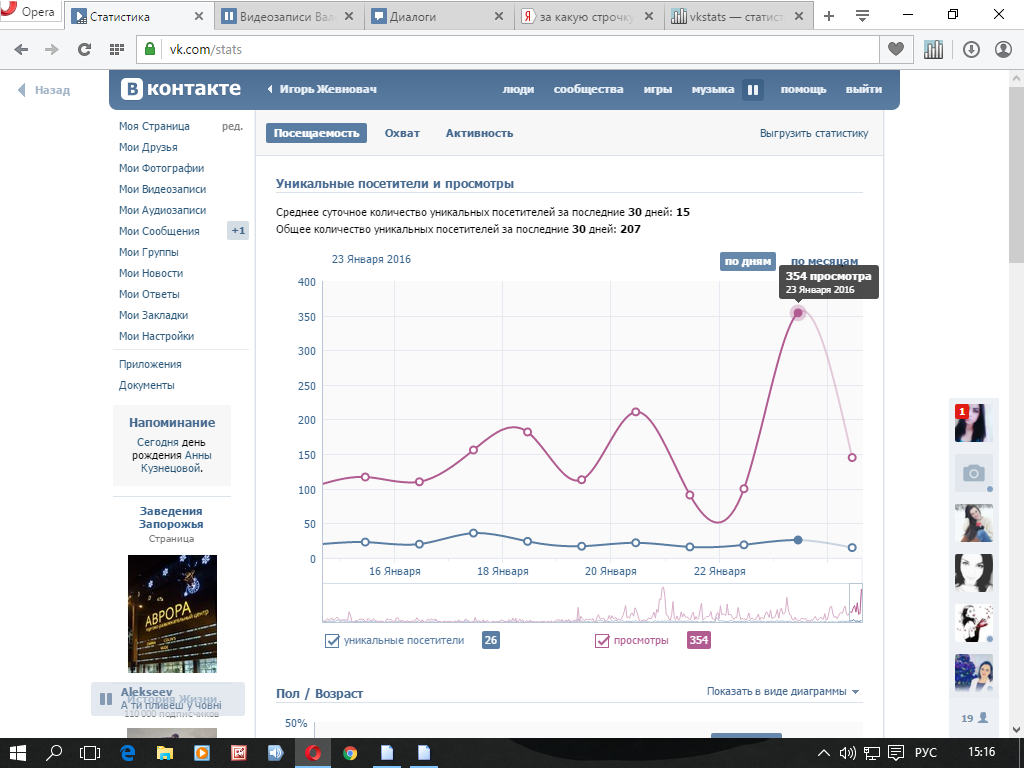 Opera
Статистика
Видеозаписи Вал
Диалоги
за какую строчку
vkstats — статист
vk.com/stats
Назад
В контакте
Игорь Жевновач
люди
сообщества
игры
музыка
помощь
выйти
Моя Страница
ред.
Мои Друзья
Мои Фотографии
Мои Видеозаписи
Мои Аудиозаписи
Мои Сообщения
+1
Мои Группы
Мои Новости
Мои Ответы
Мои Закладки
Мои Настройки
Приложения
Документы
Напоминание
Сегодня день
рождения Анны
Кузнецовой.
Заведения
Запорожья
Страница
АВРОРА
Alekseev
История Жизни
А ти пливеш у човні
110 000 подписчиков
Посещаемость
Охват
Активность
Выгрузить статистику
Уникальные посетители и просмотры
Среднее суточное количество уникальных посетителей за последние 30 дней: 15
Общее количество уникальных посетителей за последние 30 дней: 207
23 Января 2016
по дням
по месяцам
354 просмотра
23 Января 2016
400
350
300
250
200
150
100
50
0
16 Января
18 Января
20 Января
22 Января
уникальные посетители
26
просмотры
354
Пол / Возраст
Показать в виде диаграммы
50%
1
19
РУС
15:16